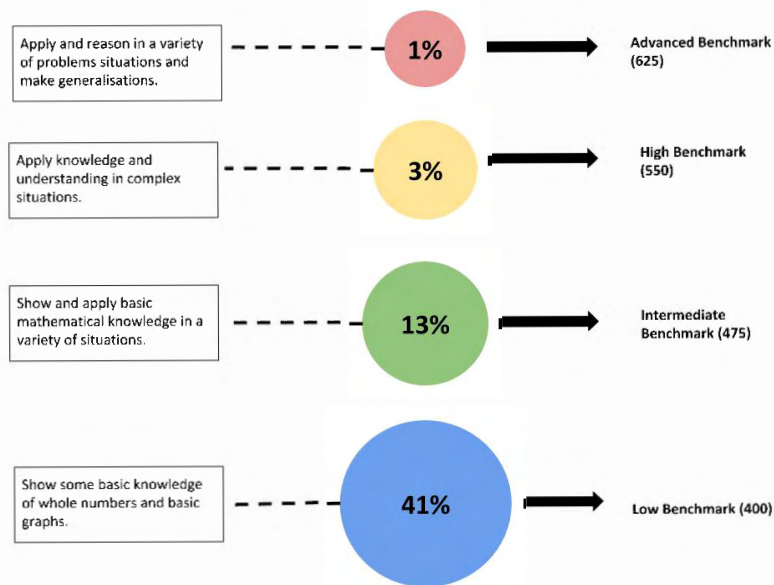 Apply and reason in a variety
of problems situations and
make generalisations.
1%
Advanced Benchmark
(625)
Apply knowledge and
understanding in complex
situations.
3%
High Benchmark
(550)
Show and apply basic
mathematical knowledge in a
variety of situations.
13%
Intermediate
Benchmark (475)
Show some basic knowledge
of whole numbers and basic
graphs.
41%
Low Benchmark (400)